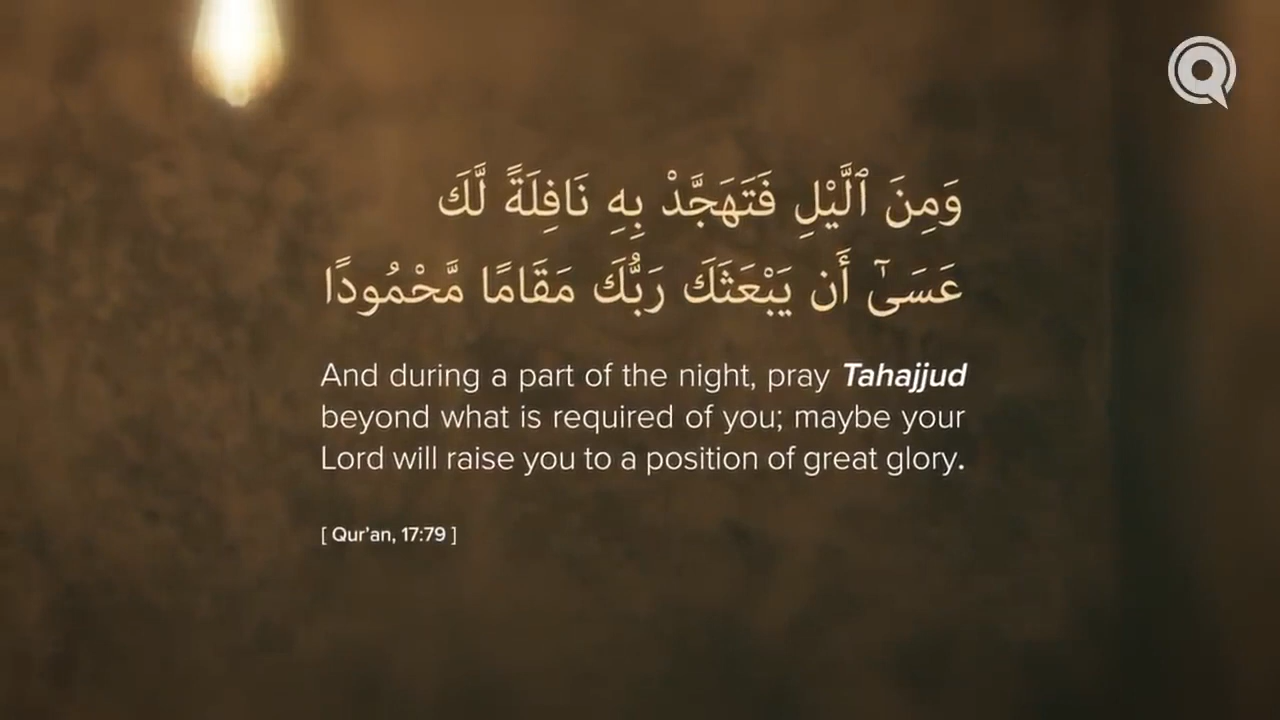 وَمِنَ ٱلَّيْلِ فَتَهَجَّدْ بِهِ نَافِلَةً لَّكَ
عَسَىٰٓ أَن يَبْعَثَكَ رَبُّكَ مَقَامًا مَّحْمُودًا
And during a part of the night, pray Tahajjud
beyond what is required of you; maybe your
Lord will raise you to a position of great glory.
[ Qur'an, 17:79 ]